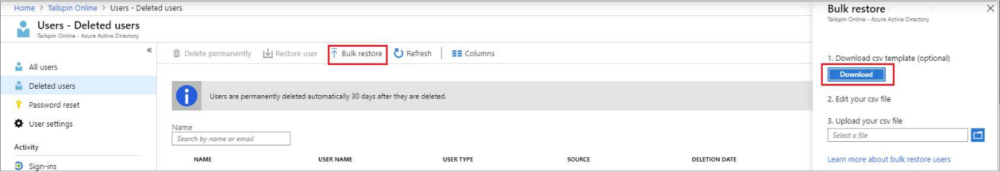 Home > Tailspin Online > Users - Deleted users
Users - Deleted users
Tailspin Online - Azure Active Directory
«
All users
Deleted users
Password reset
User settings
Activity
Sign-ins
Delete permanently Restore user Bulk restore Refresh Columns
Users are permanently deleted automatically 30 days after they are deleted.
Name
Search by name or email
NAME USER NAME USER TYPE SOURCE DELETION DATE
Bulk restore
Tailspin Online - Azure Active Directory
1. Download csv template (optional)
Download
2. Edit your csv file
3. Upload your csv file
Select a file
Learn more about bulk restore users